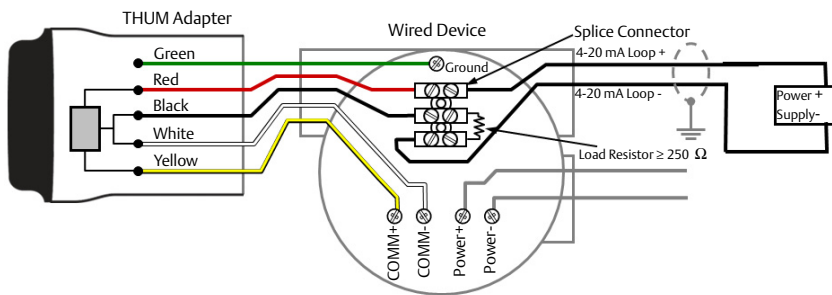 THUM Adapter
Wired Device
Splice Connector
Green
Ground
4-20 mA Loop +
Red
Black
4-20 mA Loop -
Power +
Supply-
White
Load Resistor ≥ 250 Ω
Yellow
COMM+
COMM-
Power+
Power-